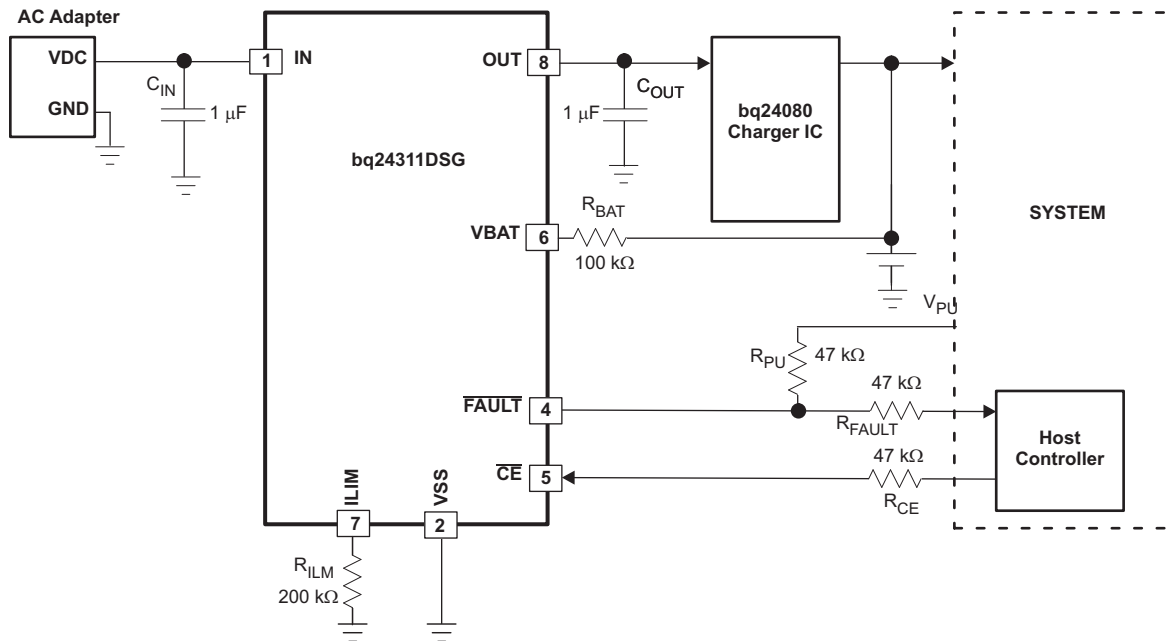 AC Adapter
VDC
GND
C_IN
1 μF
1
IN
bq24311DSG
OUT
8
C_OUT
1 μF
bq24080
Charger IC
VBAT
6
R_BAT
100 kΩ
SYSTEM
V_PU
R_PU
47 kΩ
FAULT
4
47 kΩ
R_FAULT
Host
Controller
CE
5
47 kΩ
R_CE
ILIM
7
VSS
2
R_ILM
200 kΩ